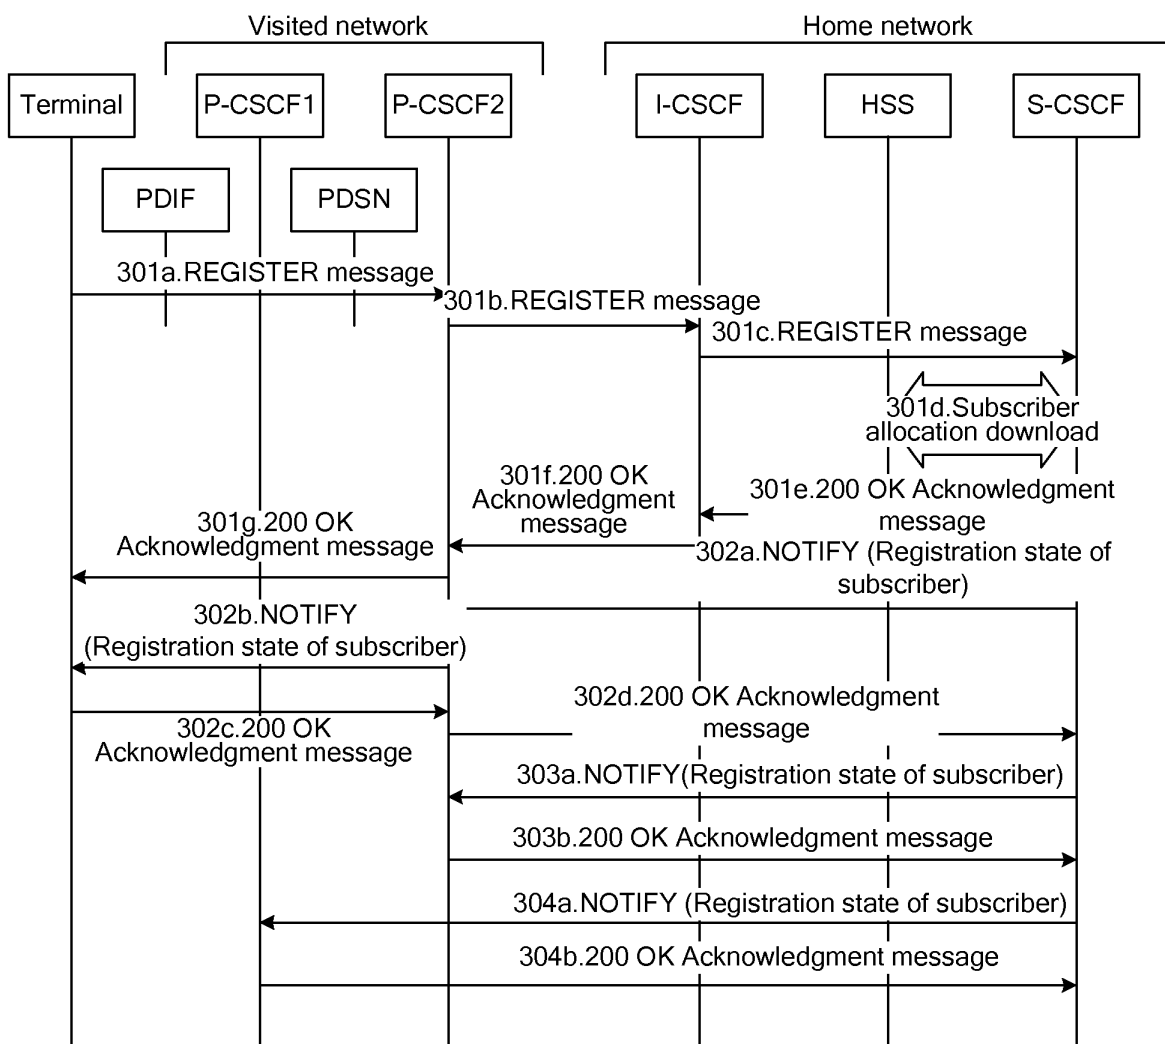 Visited network
Home network
Terminal
P-CSCF1
P-CSCF2
I-CSCF
HSS
S-CSCF
PDIF
PDSN
301a.REGISTER message
301b.REGISTER message
301c.REGISTER message
301d.Subscriber
allocation download
301e.200 OK Acknowledgment
message
301f.200 OK
Acknowledgment
message
301g.200 OK
Acknowledgment message
302a.NOTIFY (Registration state of
subscriber)
302b.NOTIFY
(Registration state of subscriber)
302c.200 OK
Acknowledgment message
302d.200 OK Acknowledgment
message
303a.NOTIFY(Registration state of subscriber)
303b.200 OK Acknowledgment message
304a.NOTIFY (Registration state of subscriber)
304b.200 OK Acknowledgment message